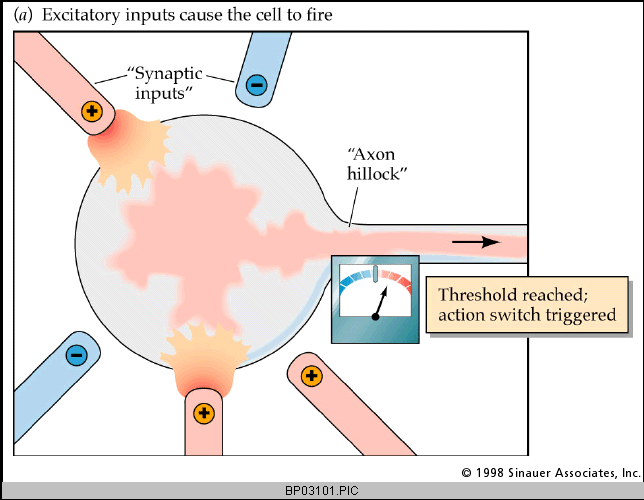 (a) Excitatory inputs cause the cell to fire
“Synaptic
inputs”
“Axon
hillock”
Threshold reached;
action switch triggered
© 1998 Sinauer Associates, Inc.
BP03101.PIC